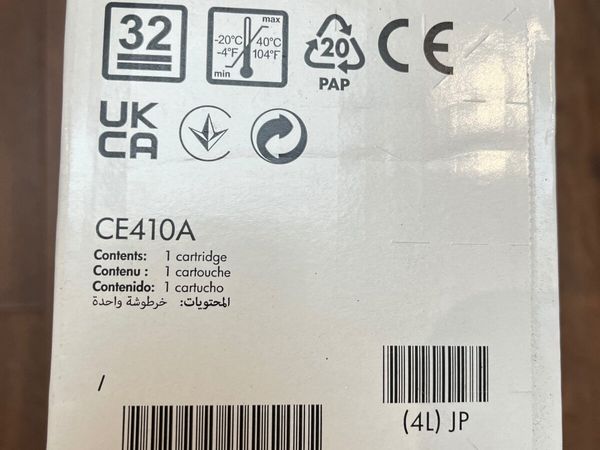 32
max
-20°C 40°C
-4°F 104°F
min
20
PAP
CE
UK
CA
CE410A
Contents: 1 cartridge
Contenu : 1 cartouche
Contenido: 1 cartucho
المحتويات: خرطوشة واحدة
/
(4L) JP